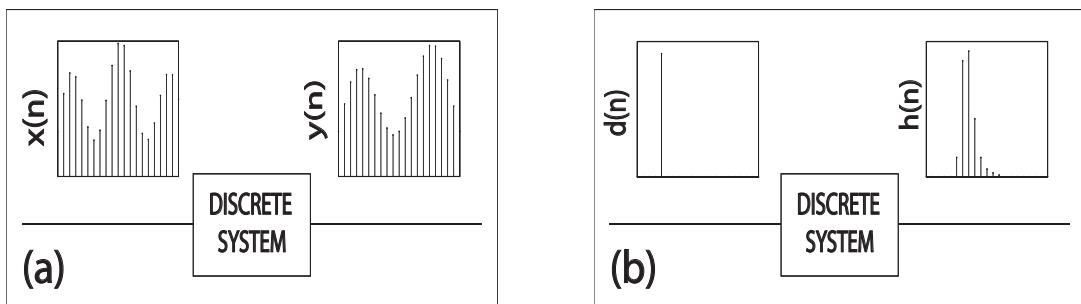 x(n)
y(n)
DISCRETE
SYSTEM
(a)
d(n)
h(n)
DISCRETE
SYSTEM
(b)